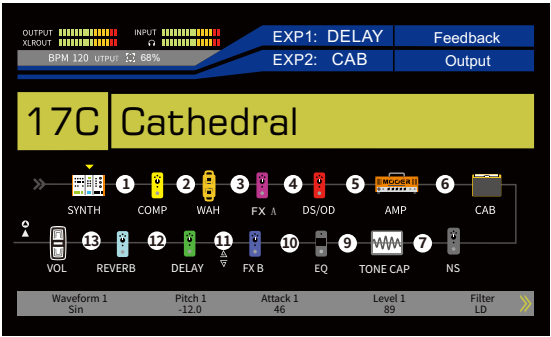 OUTPUT INPUT EXP1: DELAY Feedback
XLROUT
BPM 120 UTPUT 68% EXP2: CAB Output
17C Cathedral
1 2 3 4 5 MOOER 6
SYNTH COMP WAH FX A DS/OD AMP CAB
13 12 11 10 9 7
VOL REVERB DELAY FX B EQ TONE CAP NS
Waveform 1 Pitch 1 Attack 1 Level 1 Filter
Sin -12.0 46 89 LD